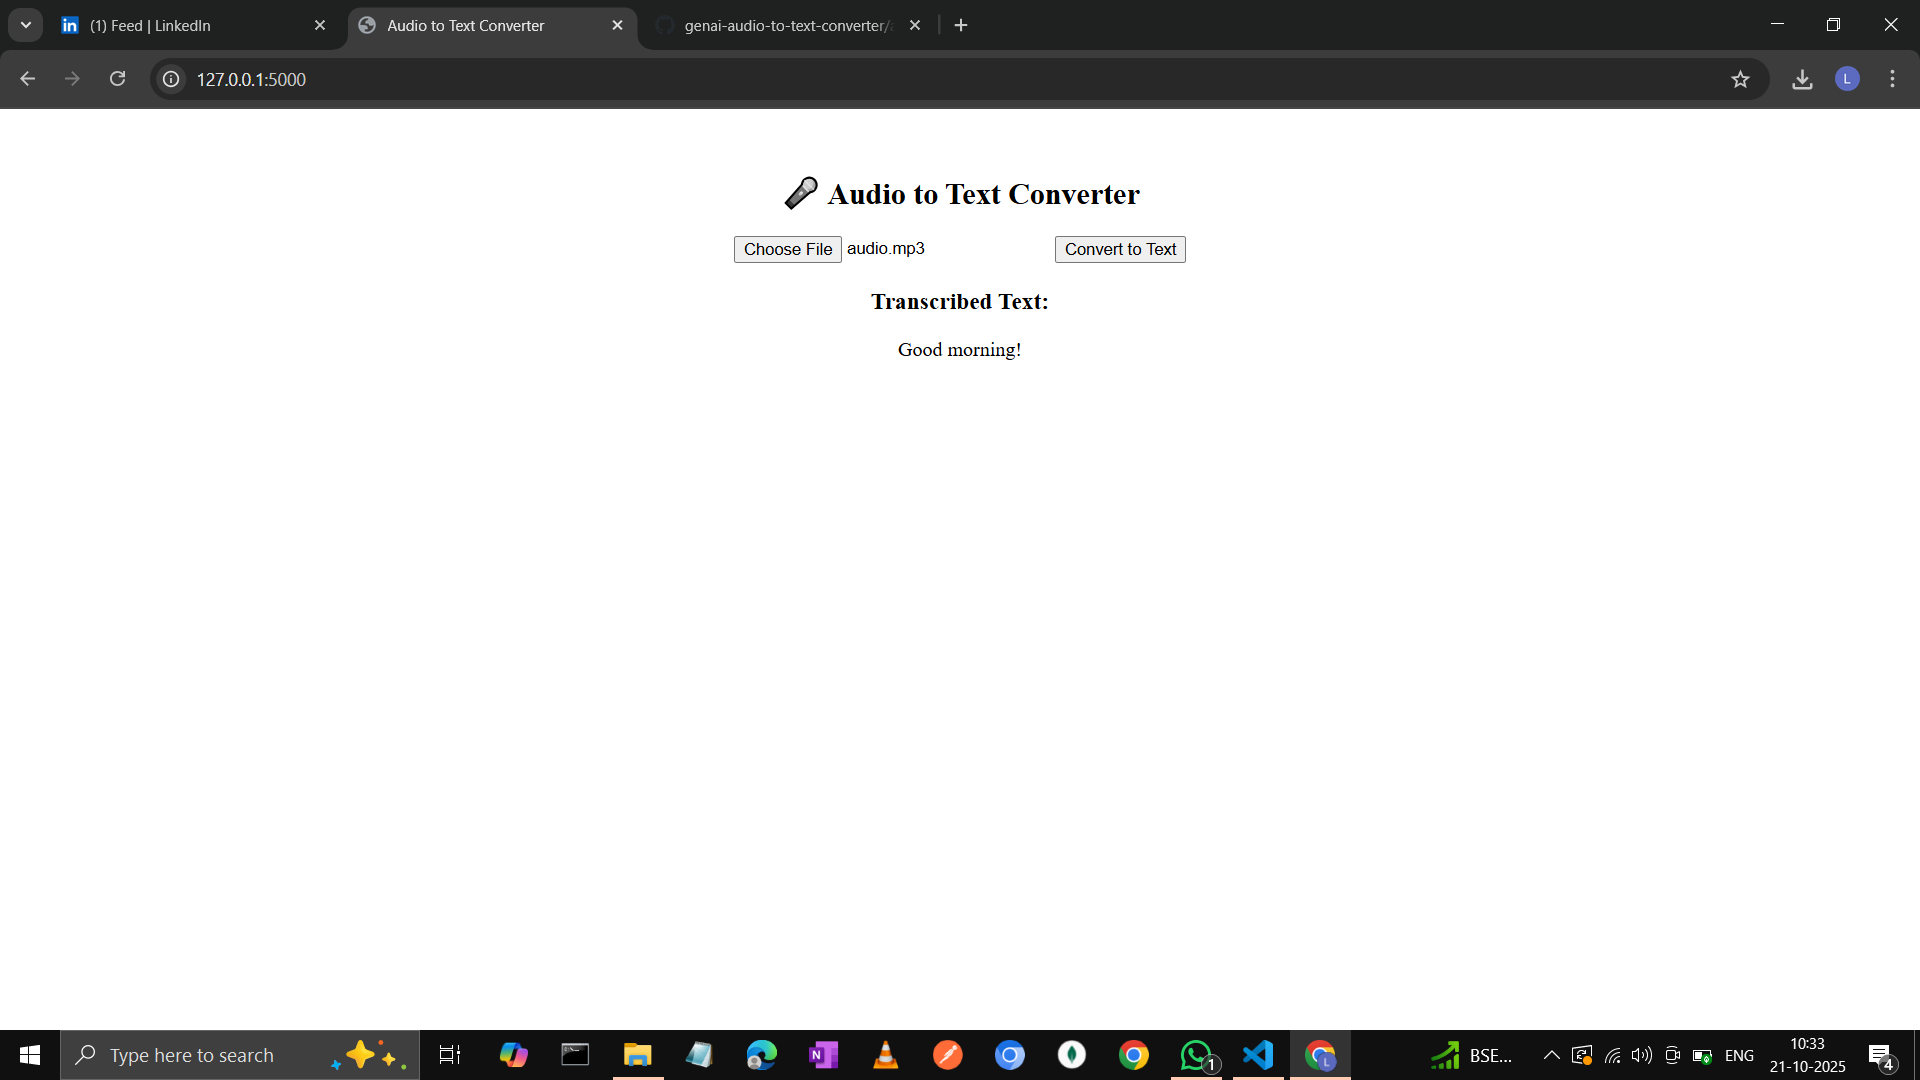 (1) Feed | LinkedIn
Audio to Text Converter
genai-audio-to-text-converter/
127.0.0.1:5000
L
Audio to Text Converter
Choose File audio.mp3 Convert to Text
Transcribed Text:
Good morning!
Type here to search
N
1
L
BSE...
ENG
10:33
21-10-2025
4